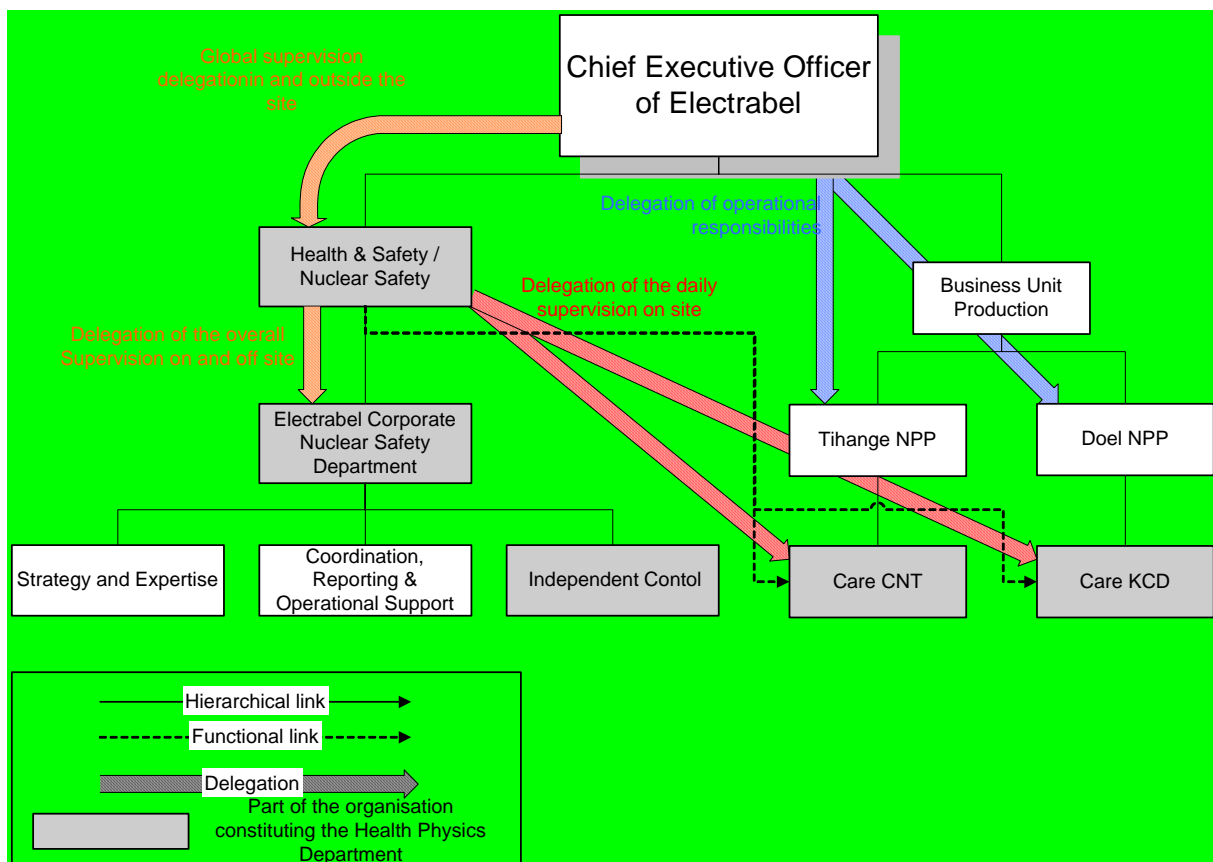 Chief Executive Officer
of Electrabel
Global supervision
delegationin and outside the
site
Delegation of operational
responsibilities
Health & Safety /
Nuclear Safety
Business Unit
Production
Delegation of the daily
supervision on site
Delegation of the overall
Supervision on and off site
Electrabel Corporate
Nuclear Safety
Department
Tihange NPP
Doel NPP
Strategy and Expertise
Coordination,
Reporting &
Operational Support
Independent Contol
Care CNT
Care KCD
Hierarchical link
Functional link
Delegation
Part of the organisation
constituting the Health Physics
Department